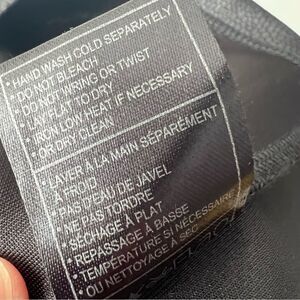 • HAND WASH COLD SEPARATELY
• DO NOT BLEACH
• DO NOT WRING OR TWIST
• LAY FLAT TO DRY
• IRON LOW HEAT IF NECESSARY
• OR DRY CLEAN
• LAVER À LA MAIN SÉPARÉMENT
À FROID
• PAS D'EAU DE JAVEL
• NE PAS TORDRE
• SÉCHAGE À PLAT
• REPASSAGE À BASSE
• TEMPÉRATURE SI NÉCESSAIRE
• OU NETTOYAGE À SEC